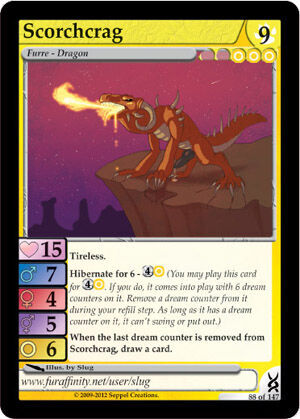 Scorchcrag
9
Furre - Dragon
15
Tireless.
7
Hibernate for 6 - 4 (You may play this card
for 4 . If you do, it comes into play with 6 dream
4
counters on it. Remove a dream counter from it
during your refill step. As long as it has a dream
5
counter on it, it can't swing or put out.)
When the last dream counter is removed from
6
Scorchcrag, draw a card.
Illus. by Slug
www.furaffinity.net/user/slug
88 of 147
©2009-2012 Seppel Creations.